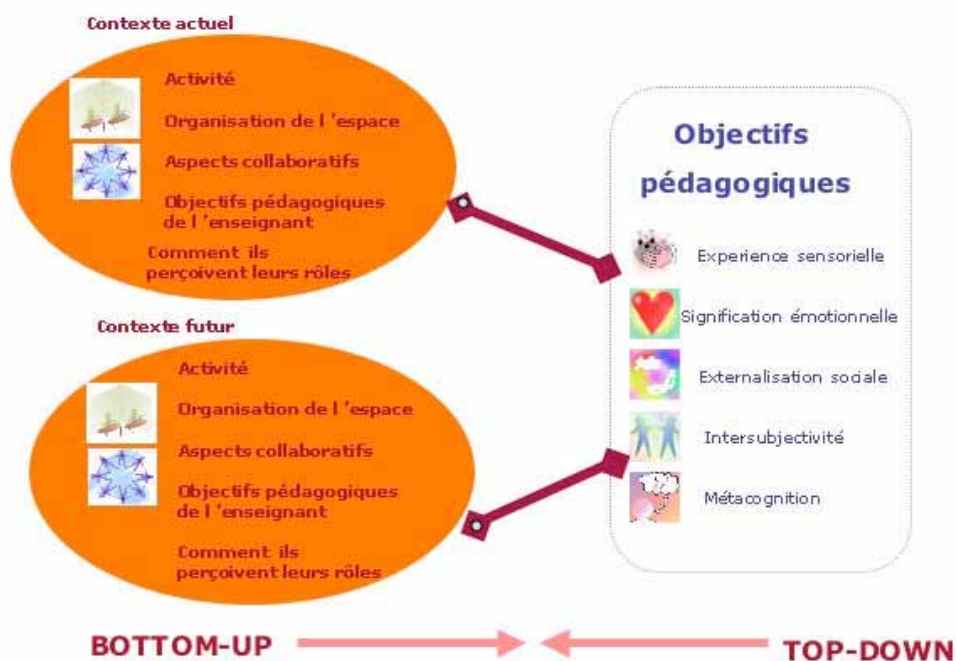 Contexte actuel
Activité
Organisation de l 'espace
Aspects collaboratifs
Objectifs pédagogiques
de l 'enseignant
Comment ils
perçoivent leurs rôles
Contexte futur
Activité
Organisation de l 'espace
Aspects collaboratifs
Objectifs pédagogiques
de l 'enseignant
Comment ils
perçoivent leurs rôles
Objectifs
pédagogiques
Experience sensorielle
Signification émotionnelle
Externalisation sociale
Intersubjectivité
Métacognition
BOTTOM-UP
TOP-DOWN